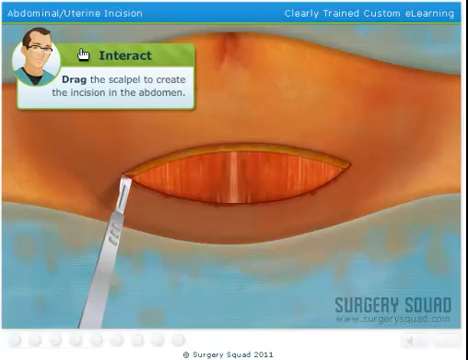 Abdominal/Uterine Incision
Clearly Trained Custom eLearning
Interact
Drag the scalpel to create
the incision in the abdomen.
SURGERY SQUAD
www.surgerysquad.com
© Surgery Squad 2011